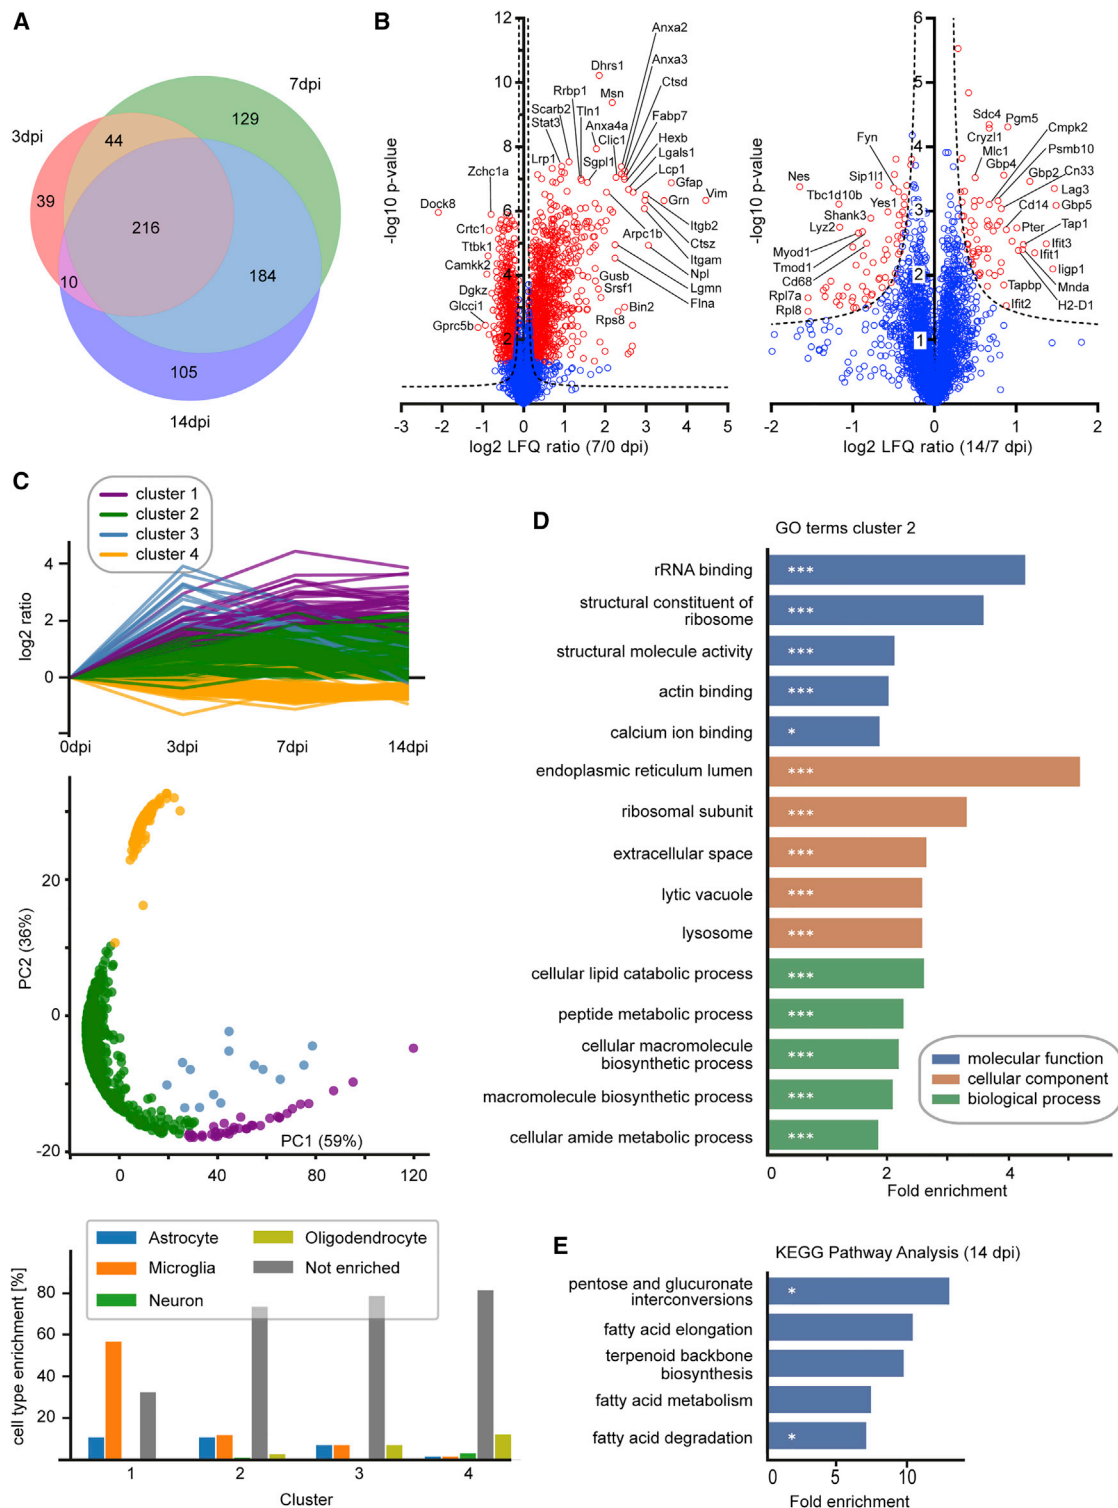 A
7dpi
129
3dpi
44
39
216
10
184
105
14dpi
B
12
10
8
6
4
2
-log10 p-value
Anxa2
Dhrs1
Anxa3
Rrbp1
Msn
Ctsd
Scarb2
Tln1
Stat3
Anxa4a
Fabp7
Clic1
Hexb
Lrp1
Sgpl1
Lgals1
Zchc1a
Lcp1
Gfap
Vim
Dock8
Grn
Crtc1
Arpc1b
Itgb2
Ttbk1
Ctsz
Camkk2
Itgam
Dgkz
Gusb
Npl
Glcci1
Srsf1
Lgmn
Gprc5b
Rps8
Bin2
Flna
-3
-2
-1
0
1
2
3
4
5
log2 LFQ ratio (7/0 dpi)
6
5
4
3
2
1
-log10 p-value
Sdc4
Pgm5
Fyn
Cryzl1
Cmpk2
Mlc1
Psmb10
Nes
Sip1l1
Gbp4
Gbp2
Cn33
Tbc1d10b
Lag3
Shank3
Yes1
Cd14
Gbp5
Lyz2
Pter
Tap1
Myod1
Ifit3
Tmod1
Ifit1
Cd68
Iigp1
Rpl7a
Tapbp
Mnda
Rpl8
Ifit2
H2-D1
-2
-1
0
1
2
log2 LFQ ratio (14/7 dpi)
C
cluster 1
cluster 2
cluster 3
cluster 4
4
2
0
-2
log2 ratio
0dpi
3dpi
7dpi
14dpi
20
0
-20
PC2 (36%)
PC1 (59%)
0
40
80
120
Astrocyte
Microglia
Neuron
Oligodendrocyte
Not enriched
80
60
40
20
cell type enrichment [%]
1
2
3
4
Cluster
D
GO terms cluster 2
rRNA binding
***
structural constituent of
ribosome
***
structural molecule activity
***
actin binding
***
calcium ion binding
*
endoplasmic reticulum lumen
***
ribosomal subunit
***
extracellular space
***
lytic vacuole
***
lysosome
***
cellular lipid catabolic process
***
peptide metabolic process
***
cellular macromolecule
biosynthetic process
***
macromolecule biosynthetic process
***
cellular amide metabolic process
***
molecular function
cellular component
biological process
0
2
4
Fold enrichment
E
KEGG Pathway Analysis (14 dpi)
pentose and glucuronate
interconversions
*
fatty acid elongation
terpenoid backbone
biosynthesis
fatty acid metabolism
fatty acid degradation
*
0
5
10
Fold enrichment